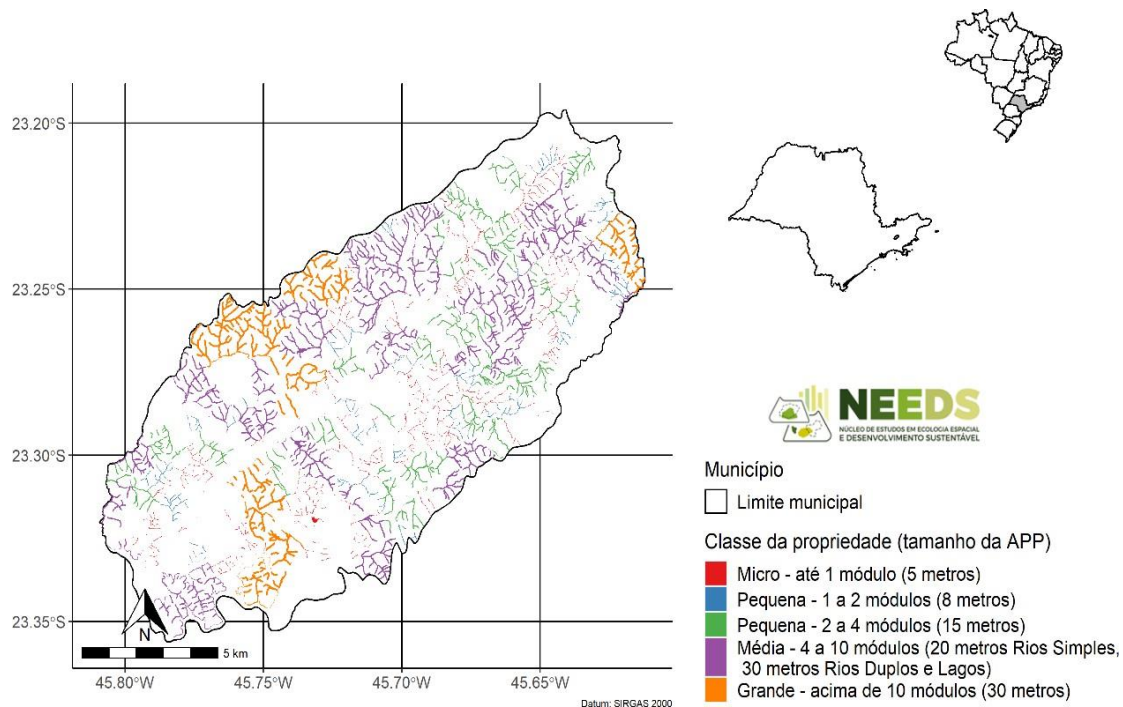 23.20°S
23.25°S
23.30°S
23.35°S
N
5 km
45.80°W
45.75°W
45.70°W
45.65°W
Datum: SIRGAS 2000
NEEDS
NÚCLEO DE ESTUDOS EM ECOLOGIA ESPACIAL
E DESENVOLVIMENTO SUSTENTÁVEL
Município
Limite municipal
Classe da propriedade (tamanho da APP)
Micro - até 1 módulo (5 metros)
Pequena - 1 a 2 módulos (8 metros)
Pequena - 2 a 4 módulos (15 metros)
Média - 4 a 10 módulos (20 metros Rios Simples,
30 metros Rios Duplos e Lagos)
Grande - acima de 10 módulos (30 metros)